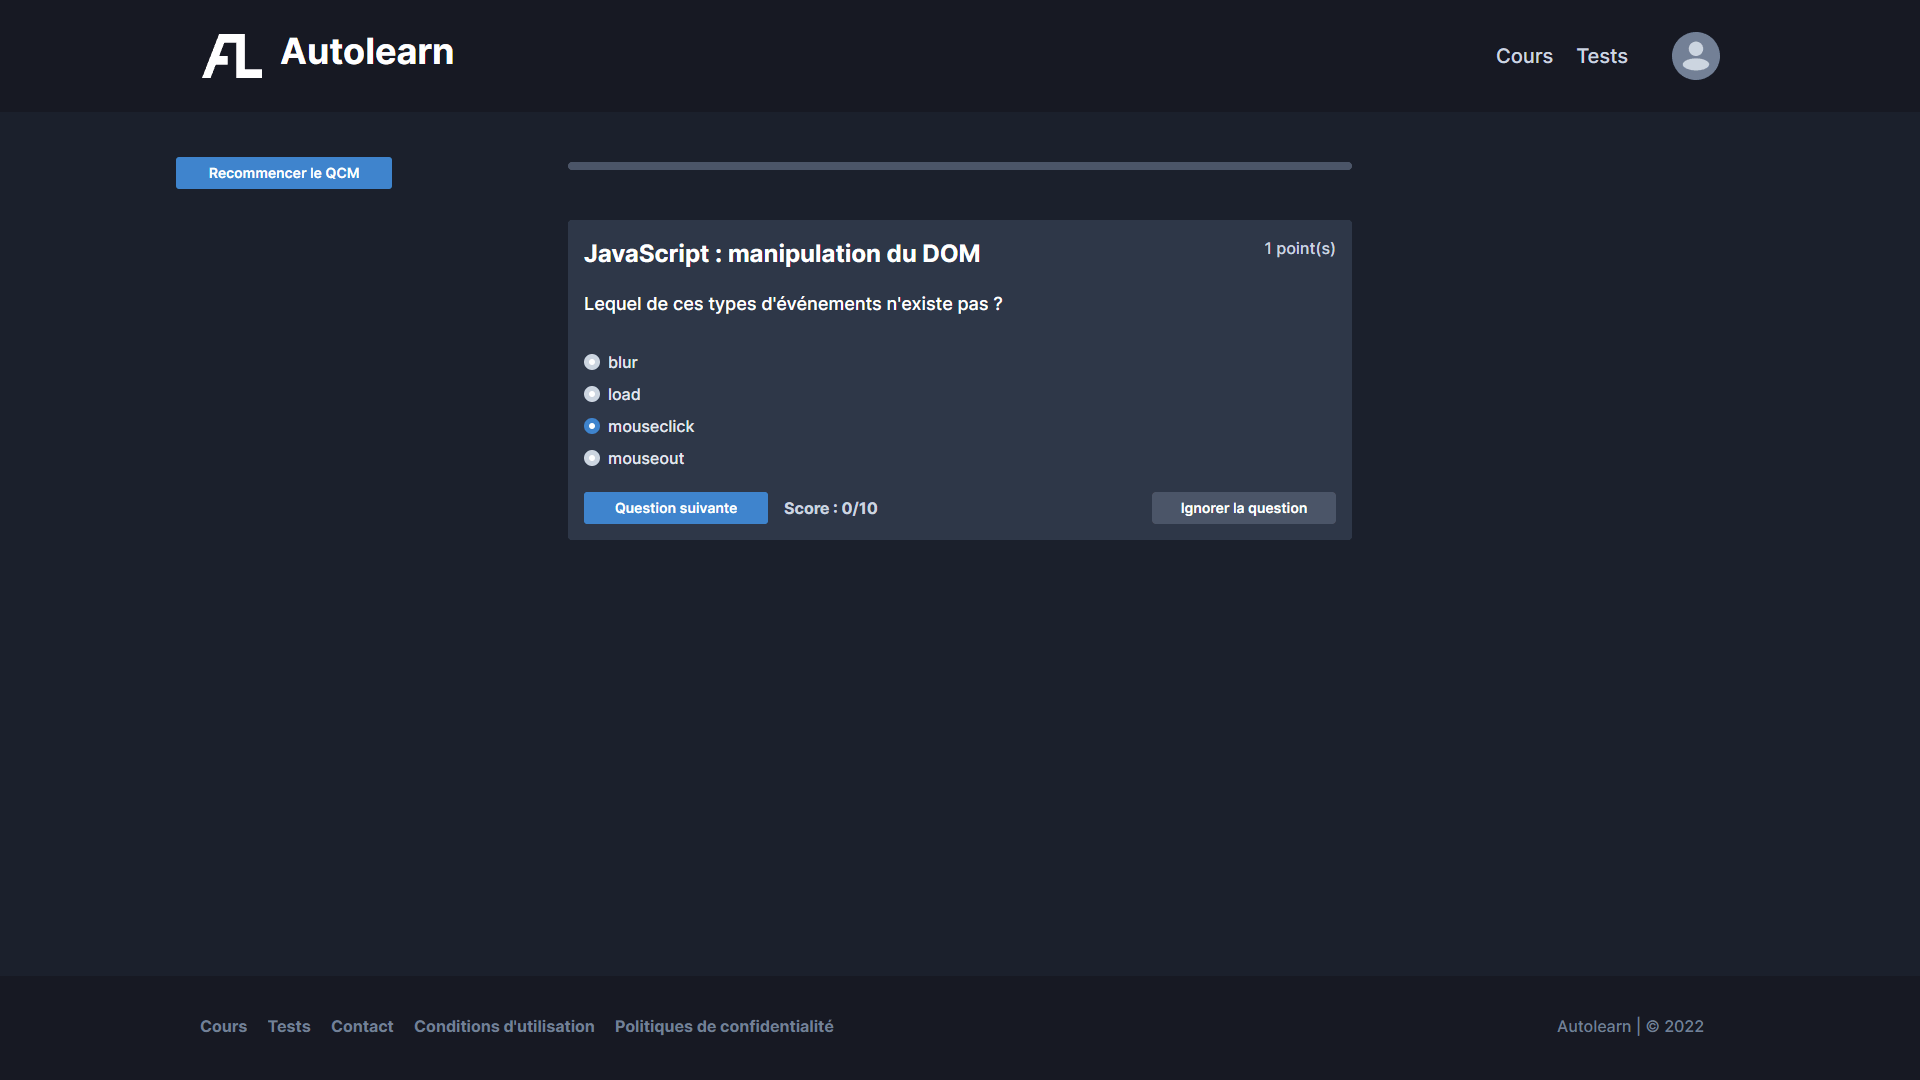 AL Autolearn
Cours Tests
Recommencer le QCM
JavaScript : manipulation du DOM
1 point(s)
Lequel de ces types d'événements n'existe pas ?
blur
load
mouseclick
mouseout
Question suivante Score : 0/10 Ignorer la question
Cours Tests Contact Conditions d'utilisation Politiques de confidentialité Autolearn | © 2022